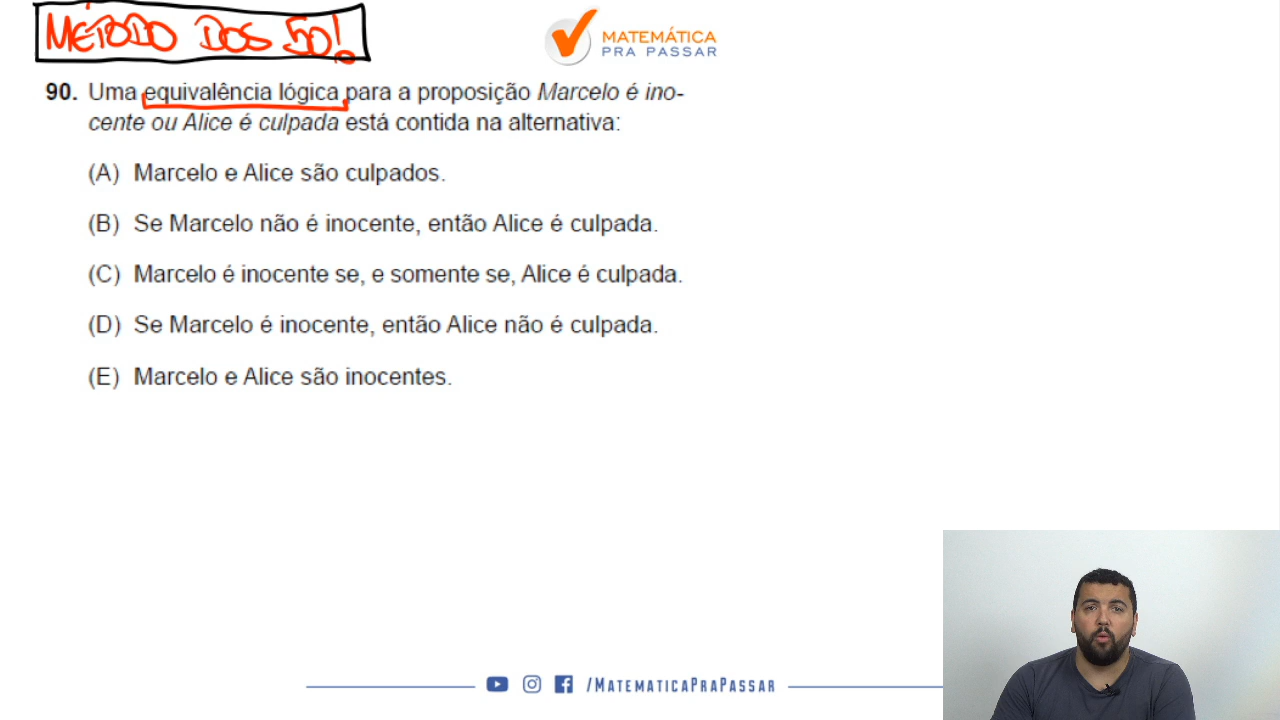 MÉTODO DOS 50!
MATEMÁTICA
PRA PASSAR
90. Uma equivalência lógica para a proposição Marcelo é ino-
cente ou Alice é culpada está contida na alternativa:
(A) Marcelo e Alice são culpados.
(B) Se Marcelo não é inocente, então Alice é culpada.
(C) Marcelo é inocente se, e somente se, Alice é culpada.
(D) Se Marcelo é inocente, então Alice não é culpada.
(E) Marcelo e Alice são inocentes.
/MATEMATICAPRAPASSAR